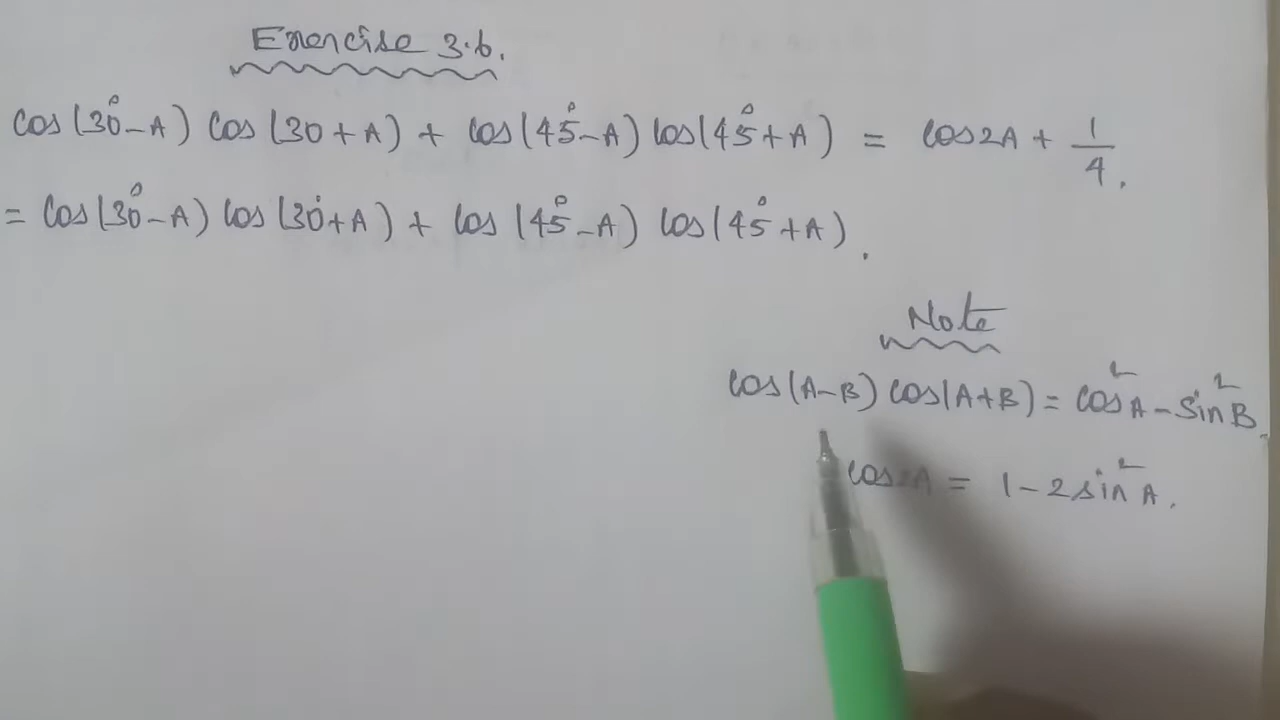 Exercise 3.6.
cos(30°-A) cos(30+A) + cos(45°-A) cos(45°+A) = cos2A + 1/4.
= cos(30°-A) cos(30°+A) + cos(45°-A) cos(45°+A).
Note
cos(A-B) cos(A+B) = cos²A - sin²B.
cos2A = 1-2sin²A.